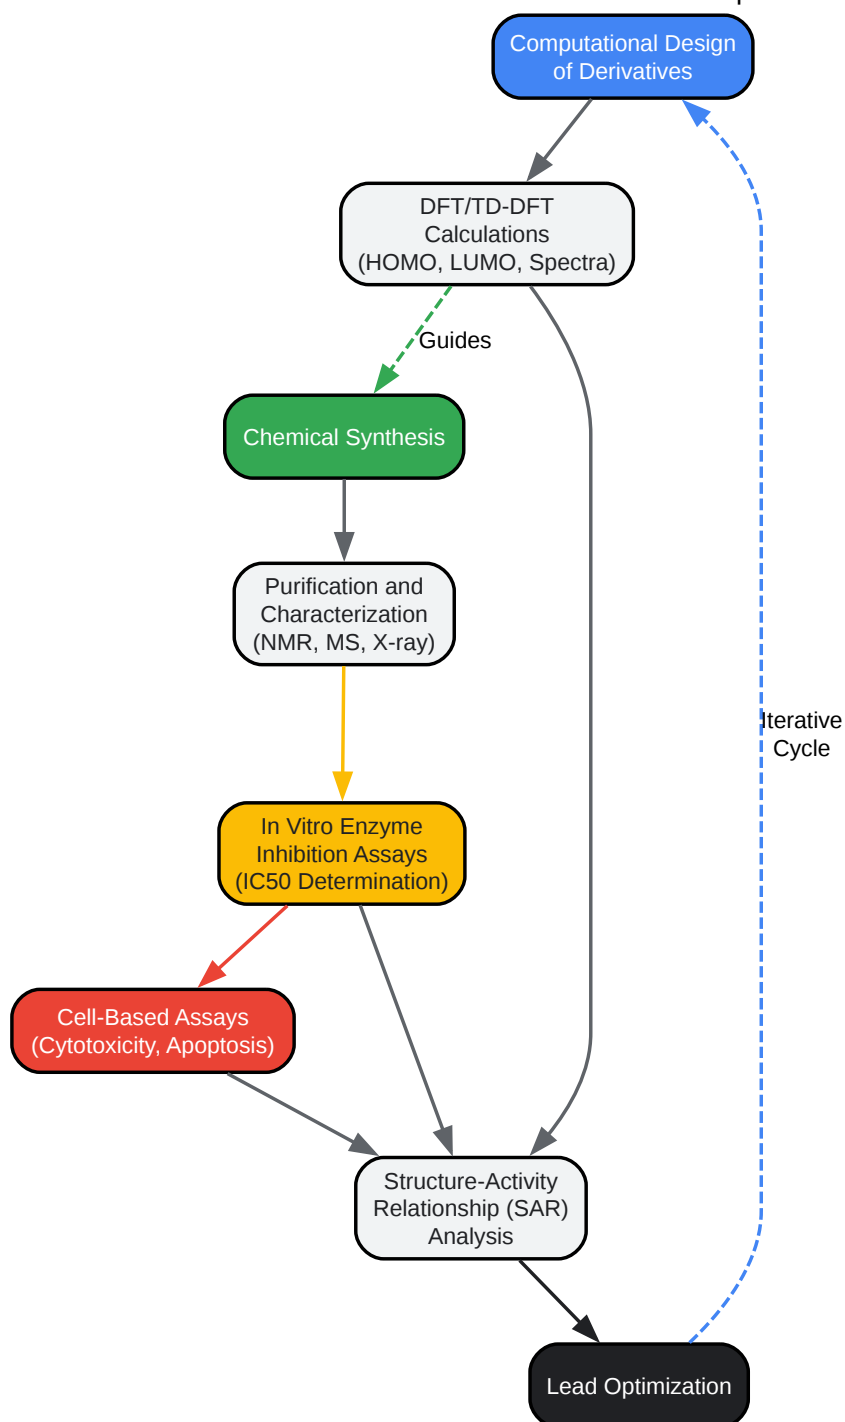 Computational Design
of Derivatives
DFT/TD-DFT
Calculations
(HOMO, LUMO, Spectra)
Guides
Chemical Synthesis
Purification and
Characterization
(NMR, MS, X-ray)
Iterative
Cycle
In Vitro Enzyme
Inhibition Assays
(IC50 Determination)
Cell-Based Assays
(Cytotoxicity, Apoptosis)
Structure-Activity
Relationship (SAR)
Analysis
Lead Optimization